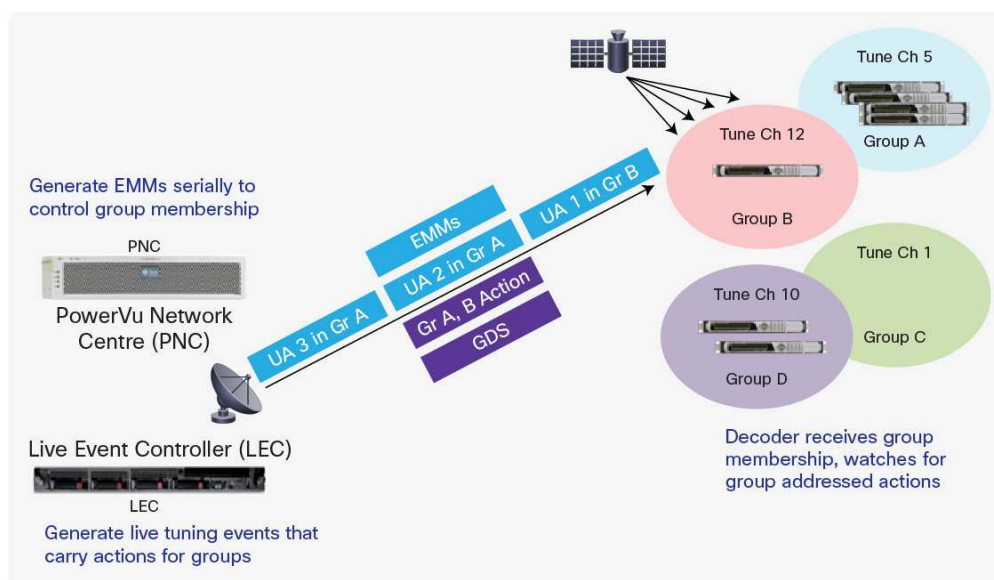 Generate EMMs serially to
control group membership
PNC
PowerVu Network
Centre (PNC)
Live Event Controller (LEC)
LEC
Generate live tuning events that
carry actions for groups
EMMs
UA 3 in Gr A
UA 2 in Gr A
UA 1 in Gr B
Gr A, B Action
GDS
Tune Ch 5
Group A
Tune Ch 12
Group B
Tune Ch 1
Group C
Tune Ch 10
Group D
Decoder receives group
membership, watches for
group addressed actions